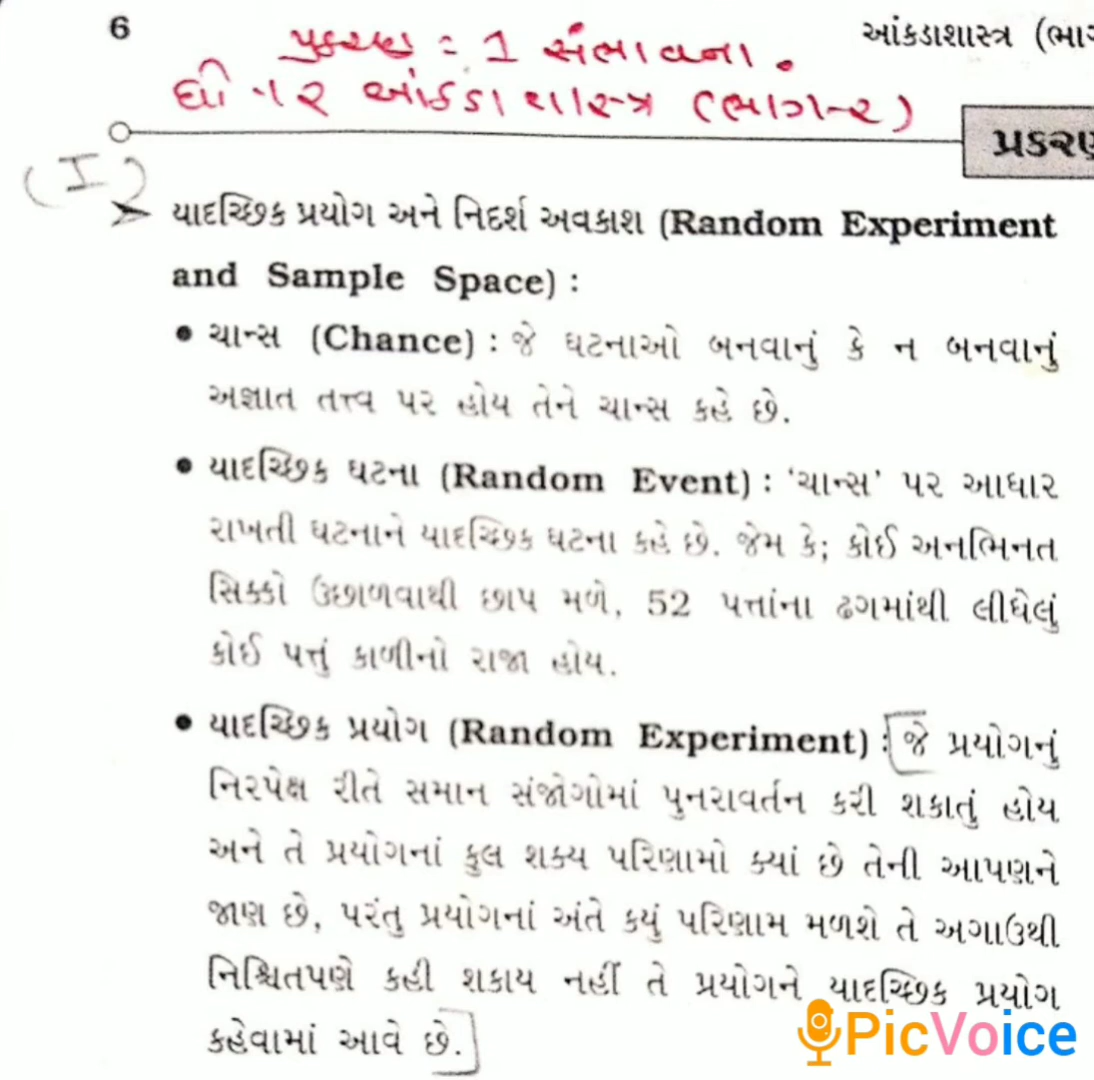 6
આંકડાશાસ્ત્ર (ભાગ
પ્રકરણ : 1 સંભાવના.
ધો ૧૨ આંકડાશાસ્ત્ર (ભાગ-૨)
પ્રકરણ
(I)
➤ યાદચ્છિક પ્રયોગ અને નિદર્શ અવકાશ (Random Experiment
and Sample Space) :
• ચાન્સ (Chance) : જે ઘટનાઓ બનવાનું કે ન બનવાનું
અજ્ઞાત તત્ત્વ પર હોય તેને ચાન્સ કહે છે.
• યાદચ્છિક ઘટના (Random Event) : ‘ચાન્સ’ પર આધાર
રાખતી ઘટનાને યાદચ્છિક ઘટના કહે છે. જેમ કે; કોઈ અનભિનત
સિક્કો ઉછાળવાથી છાપ મળે, 52 પત્તાંના ઢગમાંથી લીધેલું
કોઈ પત્તું કાળીનો રાજા હોય.
• યાદચ્છિક પ્રયોગ (Random Experiment) : જે પ્રયોગનું
નિરપેક્ષ રીતે સમાન સંજોગોમાં પુનરાવર્તન કરી શકાતું હોય
અને તે પ્રયોગનાં કુલ શક્ય પરિણામો ક્યાં છે તેની આપણને
જાણ છે, પરંતુ પ્રયોગનાં અંતે કયું પરિણામ મળશે તે અગાઉથી
નિશ્ચિતપણે કહી શકાય નહીં તે પ્રયોગને યાદચ્છિક પ્રયોગ
કહેવામાં આવે છે.
PicVoice